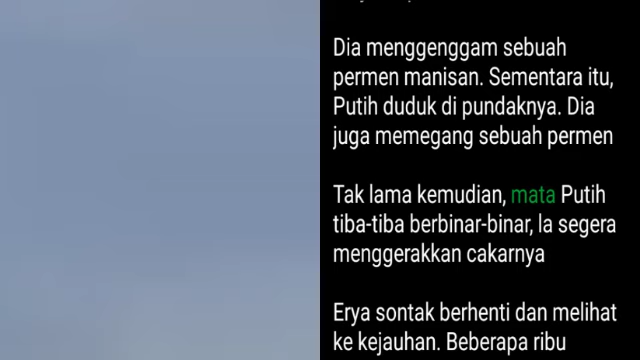 Dia menggenggam sebuah
permen manisan. Sementara itu,
Putih duduk di pundaknya. Dia
juga memegang sebuah permen
Tak lama kemudian, mata Putih
tiba-tiba berbinar-binar, la segera
menggerakkan cakarnya
Erya sontak berhenti dan melihat
ke kejauhan. Beberapa ribu